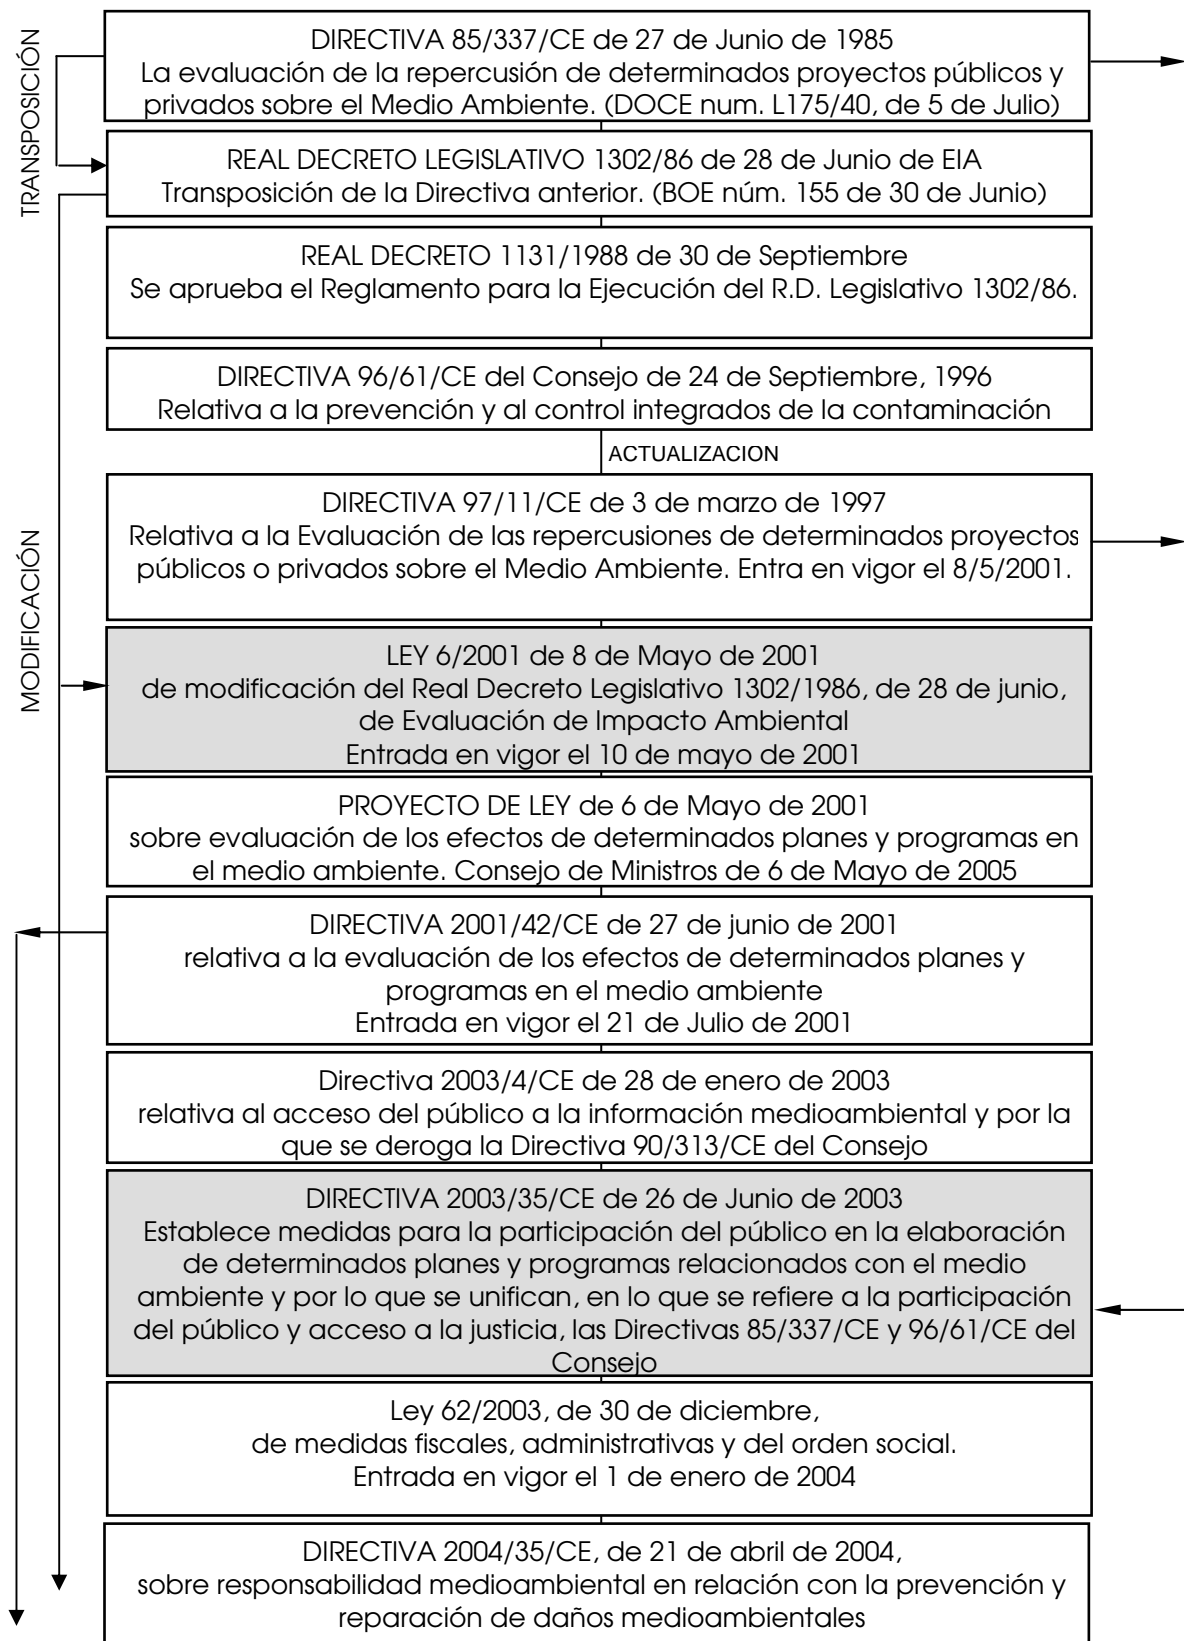 TRANSPOSICIÓN
DIRECTIVA 85/337/CE de 27 de Junio de 1985
La evaluación de la repercusión de determinados proyectos públicos y
privados sobre el Medio Ambiente. (DOCE num. L175/40, de 5 de Julio)
REAL DECRETO LEGISLATIVO 1302/86 de 28 de Junio de EIA
Transposición de la Directiva anterior. (BOE núm. 155 de 30 de Junio)
REAL DECRETO 1131/1988 de 30 de Septiembre
Se aprueba el Reglamento para la Ejecución del R.D. Legislativo 1302/86.
DIRECTIVA 96/61/CE del Consejo de 24 de Septiembre, 1996
Relativa a la prevención y al control integrados de la contaminación
ACTUALIZACION
MODIFICACIÓN
DIRECTIVA 97/11/CE de 3 de marzo de 1997
Relativa a la Evaluación de las repercusiones de determinados proyectos
públicos o privados sobre el Medio Ambiente. Entra en vigor el 8/5/2001.
LEY 6/2001 de 8 de Mayo de 2001
de modificación del Real Decreto Legislativo 1302/1986, de 28 de junio,
de Evaluación de Impacto Ambiental
Entrada en vigor el 10 de mayo de 2001
PROYECTO DE LEY de 6 de Mayo de 2001
sobre evaluación de los efectos de determinados planes y programas en
el medio ambiente. Consejo de Ministros de 6 de Mayo de 2005
DIRECTIVA 2001/42/CE de 27 de junio de 2001
relativa a la evaluación de los efectos de determinados planes y
programas en el medio ambiente
Entrada en vigor el 21 de Julio de 2001
Directiva 2003/4/CE de 28 de enero de 2003
relativa al acceso del público a la información medioambiental y por la
que se deroga la Directiva 90/313/CE del Consejo
DIRECTIVA 2003/35/CE de 26 de Junio de 2003
Establece medidas para la participación del público en la elaboración
de determinados planes y programas relacionados con el medio
ambiente y por lo que se unifican, en lo que se refiere a la participación
del público y acceso a la justicia, las Directivas 85/337/CE y 96/61/CE del
Consejo
Ley 62/2003, de 30 de diciembre,
de medidas fiscales, administrativas y del orden social.
Entrada en vigor el 1 de enero de 2004
DIRECTIVA 2004/35/CE, de 21 de abril de 2004,
sobre responsabilidad medioambiental en relación con la prevención y
reparación de daños medioambientales